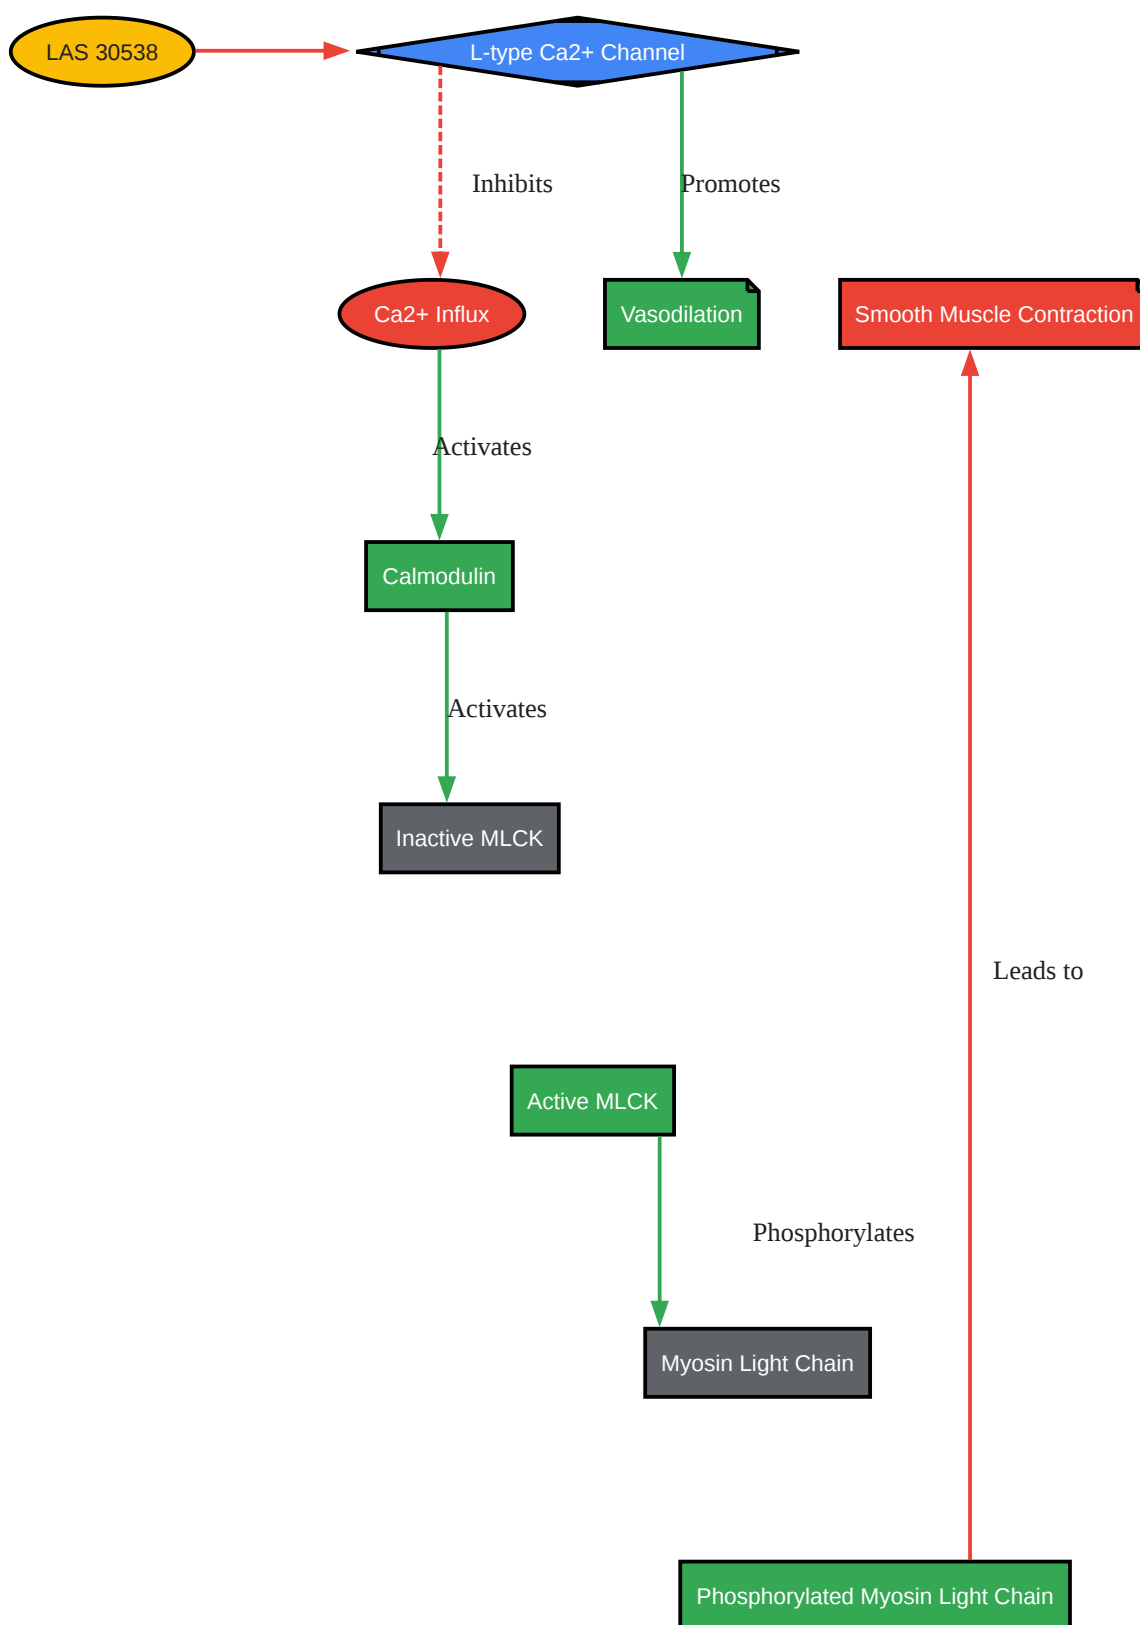 LAS 30538
L-type Ca2+ Channel
Inhibits
Promotes
Ca2+ Influx
Vasodilation
Smooth Muscle Contraction
Activates
Calmodulin
Activates
Inactive MLCK
Leads to
Active MLCK
Phosphorylates
Myosin Light Chain
Phosphorylated Myosin Light Chain